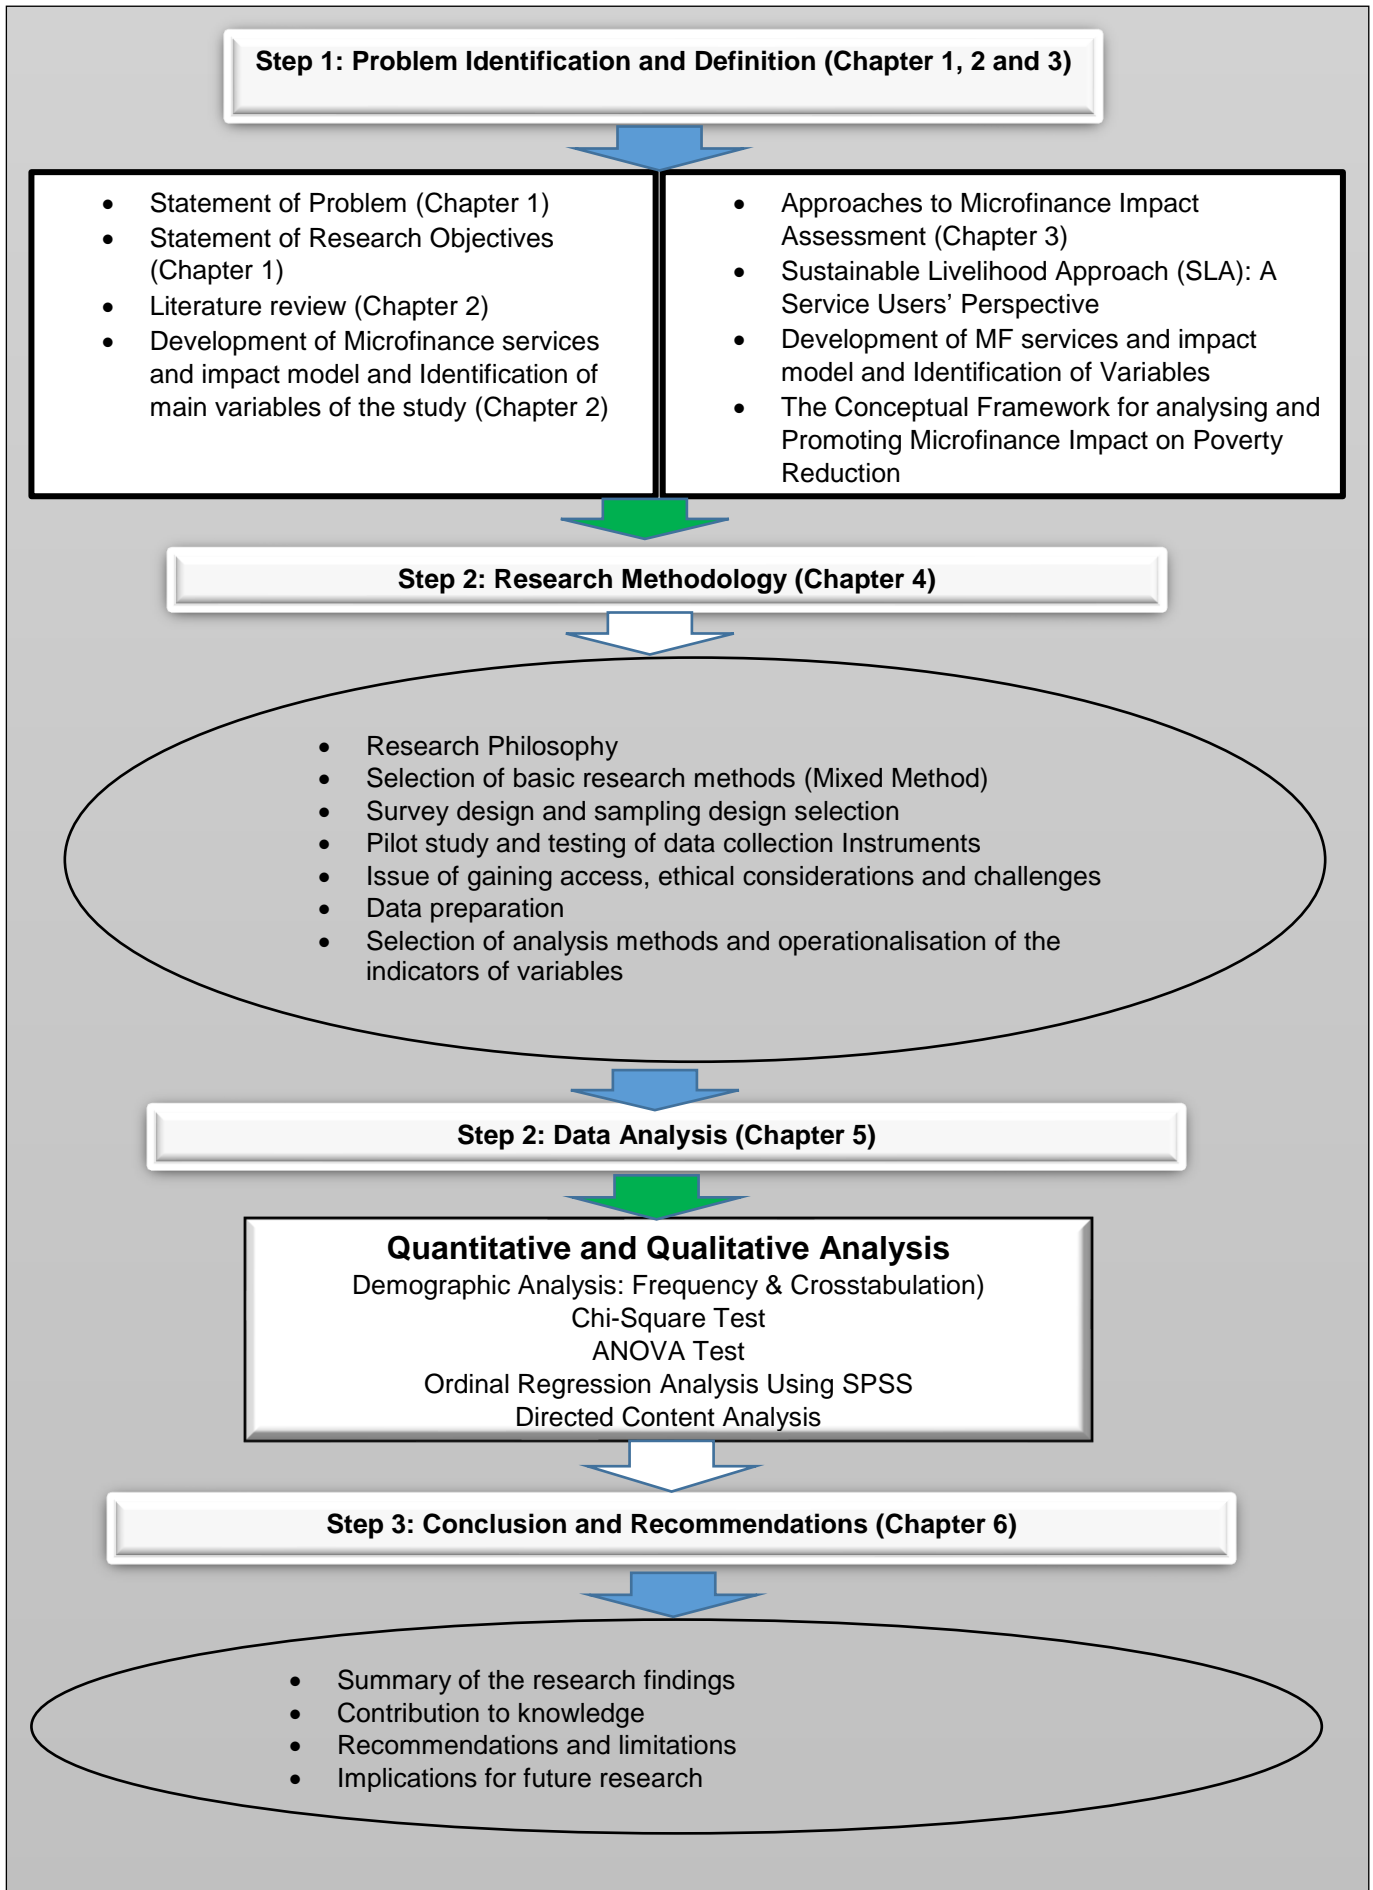 Step 1: Problem Identification and Definition (Chapter 1, 2 and 3)
• Statement of Problem (Chapter 1)
• Statement of Research Objectives
(Chapter 1)
• Literature review (Chapter 2)
• Development of Microfinance services
and impact model and Identification of
main variables of the study (Chapter 2)
• Approaches to Microfinance Impact
Assessment (Chapter 3)
• Sustainable Livelihood Approach (SLA): A
Service Users’ Perspective
• Development of MF services and impact
model and Identification of Variables
• The Conceptual Framework for analysing and
Promoting Microfinance Impact on Poverty
Reduction
Step 2: Research Methodology (Chapter 4)
• Research Philosophy
• Selection of basic research methods (Mixed Method)
• Survey design and sampling design selection
• Pilot study and testing of data collection Instruments
• Issue of gaining access, ethical considerations and challenges
• Data preparation
• Selection of analysis methods and operationalisation of the
indicators of variables
Step 2: Data Analysis (Chapter 5)
Quantitative and Qualitative Analysis
Demographic Analysis: Frequency & Crosstabulation)
Chi-Square Test
ANOVA Test
Ordinal Regression Analysis Using SPSS
Directed Content Analysis
Step 3: Conclusion and Recommendations (Chapter 6)
• Summary of the research findings
• Contribution to knowledge
• Recommendations and limitations
• Implications for future research